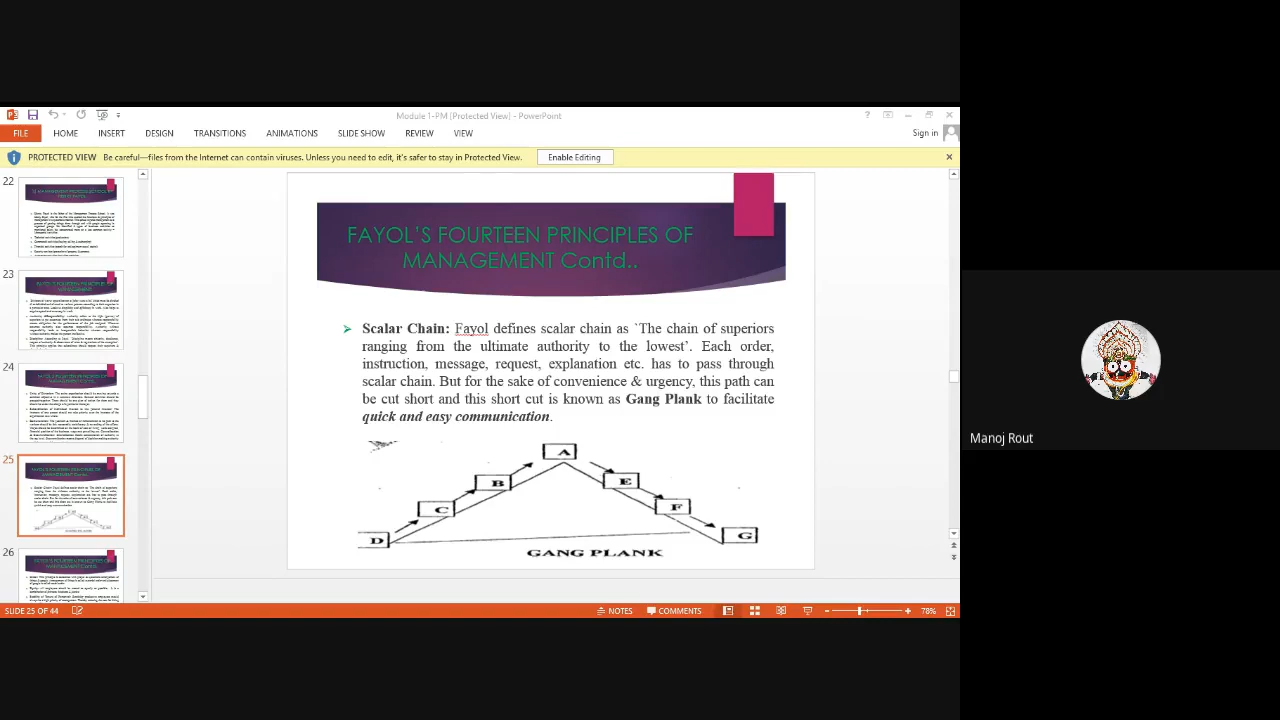 Module 1-PM [Protected View] - PowerPoint
FILE HOME INSERT DESIGN TRANSITIONS ANIMATIONS SLIDE SHOW REVIEW VIEW Sign in
PROTECTED VIEW Be careful—files from the Internet can contain viruses. Unless you need to edit, it's safer to stay in Protected View. Enable Editing
22
23
24
25
26
FAYOL'S FOURTEEN PRINCIPLES OF
MANAGEMENT Contd..
Scalar Chain: Fayol defines scalar chain as `The chain of superiors
ranging from the ultimate authority to the lowest'. Each order,
instruction, message, request, explanation etc. has to pass through
scalar chain. But for the sake of convenience & urgency, this path can
be cut short and this short cut is known as Gang Plank to facilitate
quick and easy communication.
A
B
E
C
F
D
G
GANG PLANK
SLIDE 25 OF 44
NOTES COMMENTS 78%
Manoj Rout